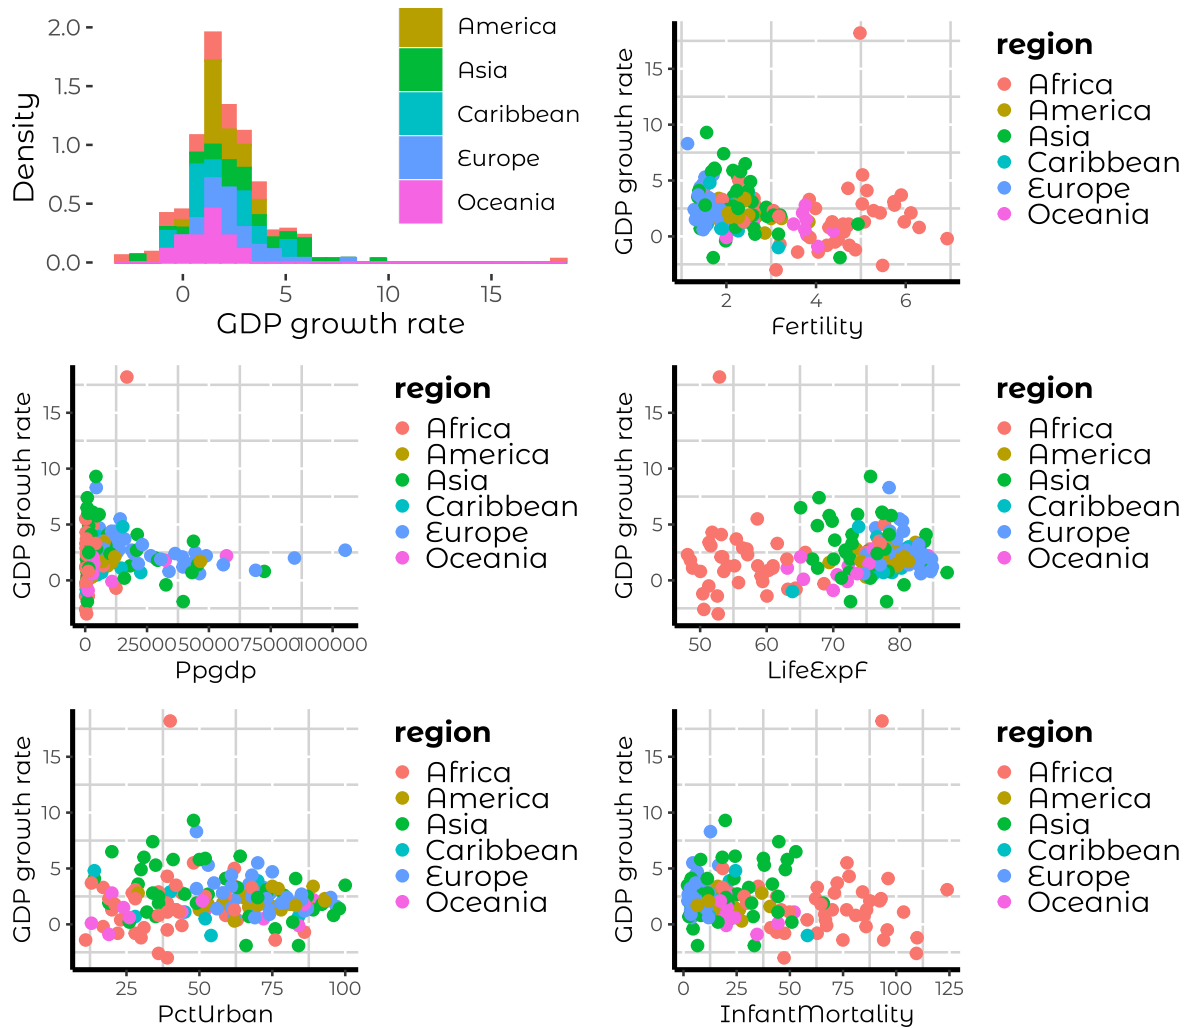 2.0
1.5
1.0
0.5
0.0
Density
0
5
10
15
GDP growth rate
America
Asia
Caribbean
Europe
Oceania
GDP growth rate
15
10
5
0
2
4
6
Fertility
region
Africa
America
Asia
Caribbean
Europe
Oceania
GDP growth rate
15
10
5
0
0
25000
50000
75000
100000
Ppgdp
region
Africa
America
Asia
Caribbean
Europe
Oceania
GDP growth rate
15
10
5
0
50
60
70
80
LifeExpF
region
Africa
America
Asia
Caribbean
Europe
Oceania
GDP growth rate
15
10
5
0
25
50
75
100
PctUrban
region
Africa
America
Asia
Caribbean
Europe
Oceania
GDP growth rate
15
10
5
0
0
25
50
75
100
125
InfantMortality
region
Africa
America
Asia
Caribbean
Europe
Oceania